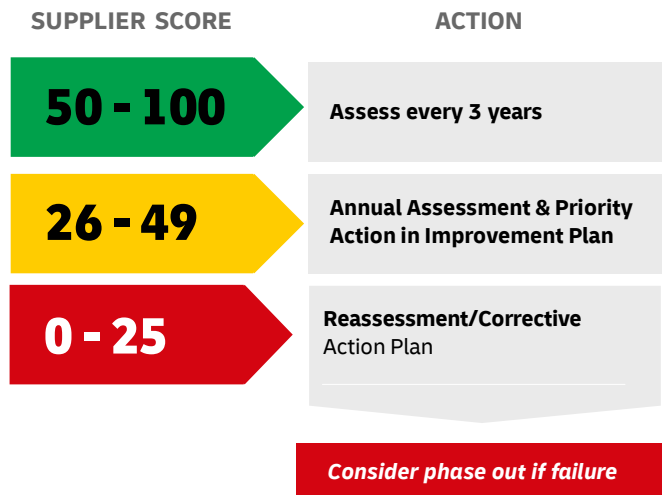 SUPPLIER SCORE
ACTION
50 - 100
Assess every 3 years
26 - 49
Annual Assessment & Priority
Action in Improvement Plan
0 - 25
Reassessment/Corrective
Action Plan
Consider phase out if failure